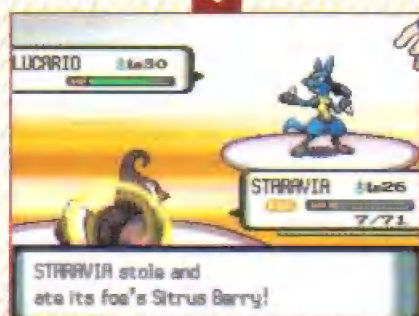 LUCARIO Lv30
STARAVIA Lv26
7/71
STARAVIA stole and
ate its foe's Sitrus Berry!